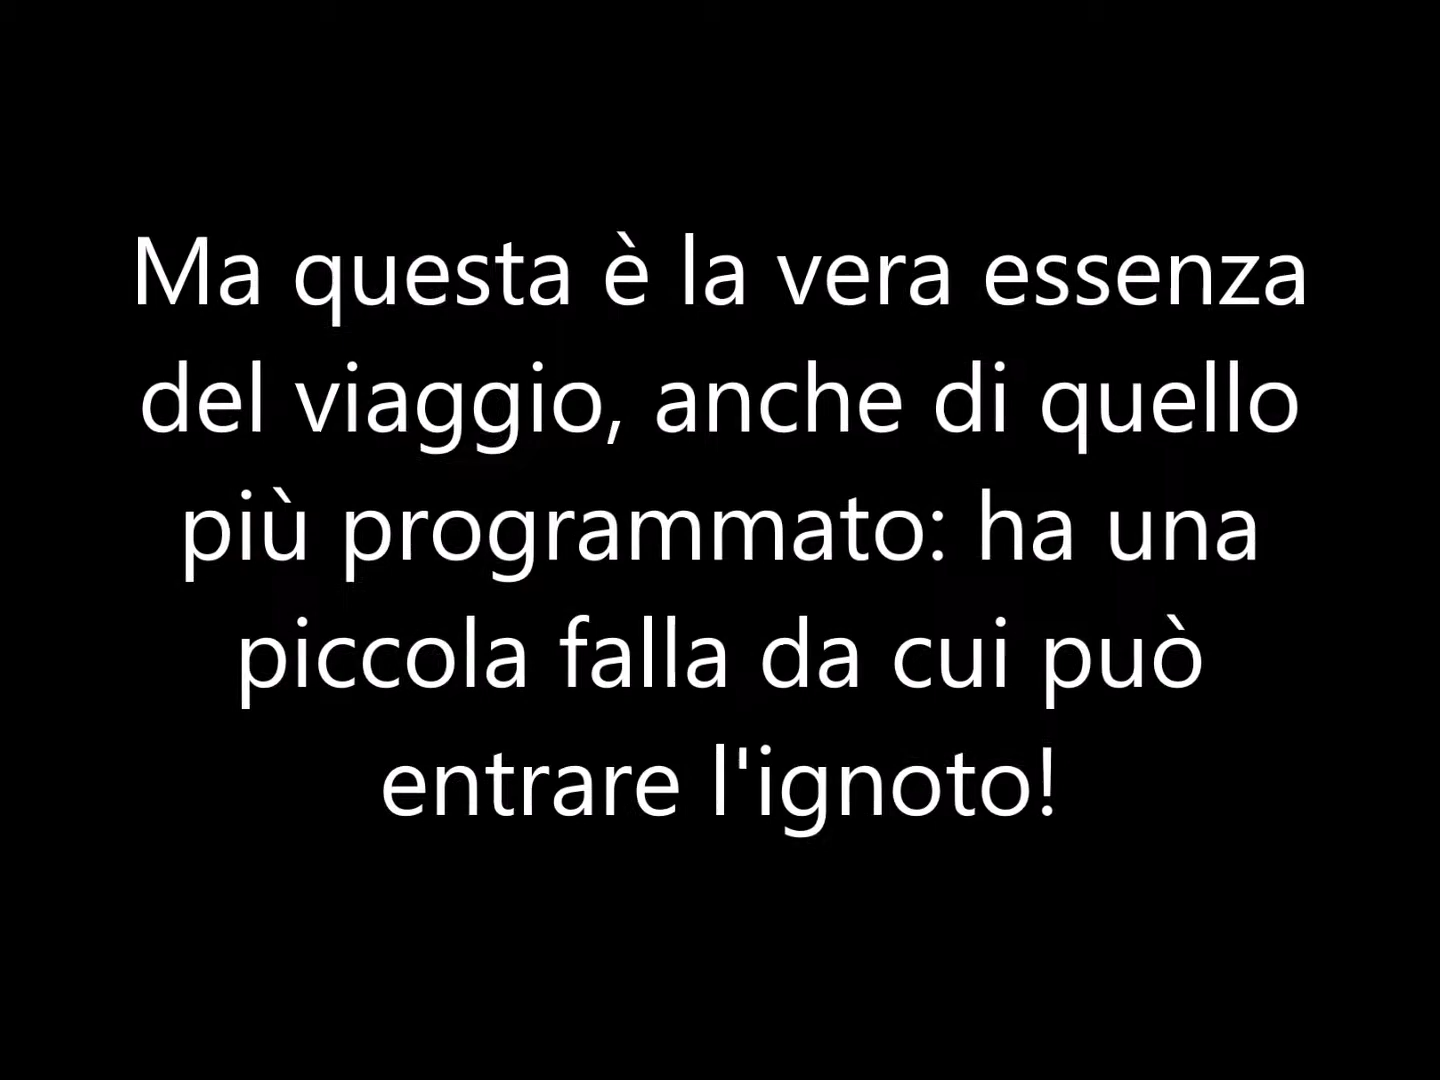 Ma questa è la vera essenza
del viaggio, anche di quello
più programmato: ha una
piccola falla da cui può
entrare l'ignoto!